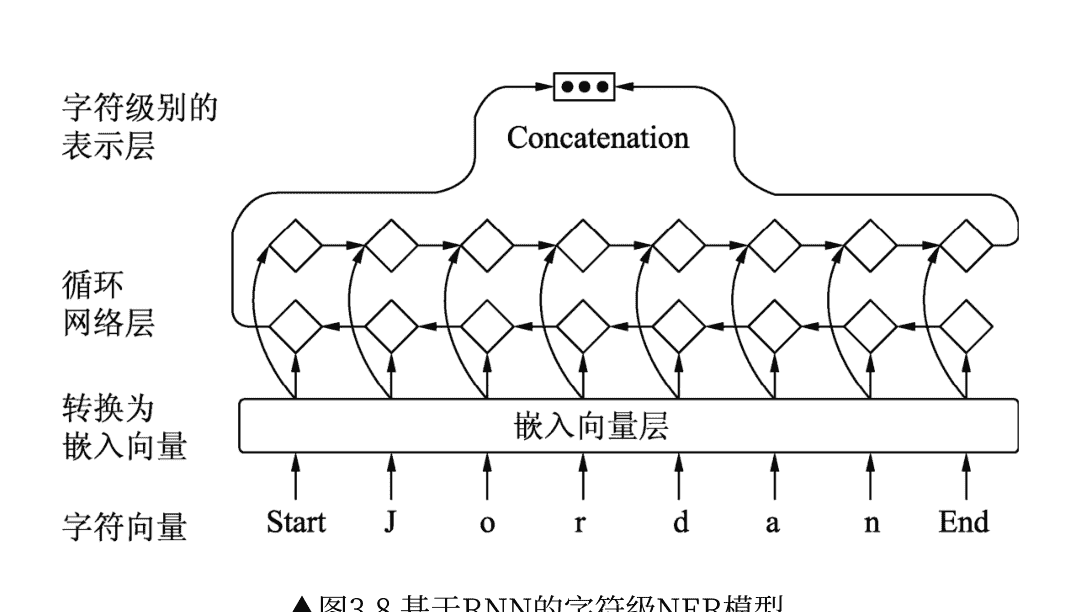 字符级别的
表示层
Concatenation
循环
网络层
转换为
嵌入向量
嵌入向量层
字符向量
Start J o r d a n End
▲图3.8 基于RNN的字符级NER模型